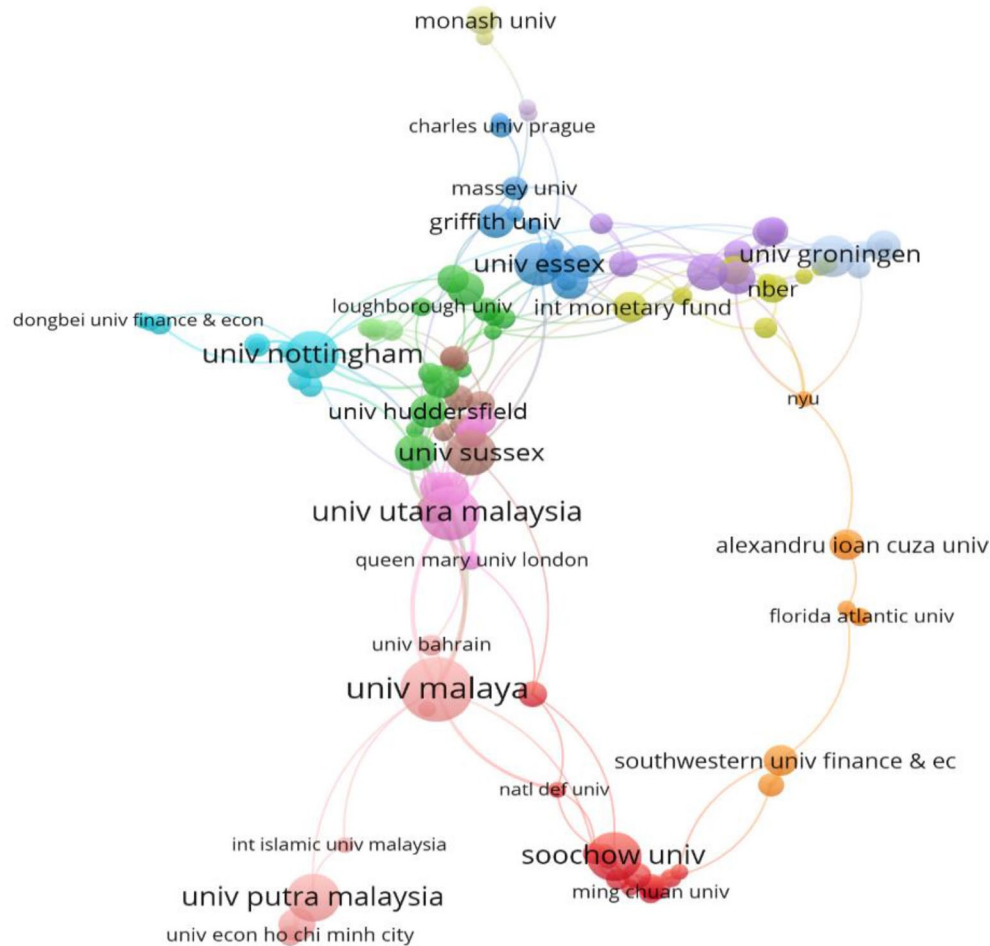 monash univ
charles univ prague
massey univ
griffith univ
univ groningen
univ essex
nber
loughborough univ
int monetary fund
dongbei univ finance & econ
univ nottingham
nyu
univ huddersfield
univ sussex
univ utara malaysia
alexandru ioan cuza univ
queen mary univ london
florida atlantic univ
univ bahrain
univ malaya
southwestern univ finance & ec
natl def univ
int islamic univ malaysia
soochow univ
ming chuan univ
univ putra malaysia
univ econ ho chi minh city